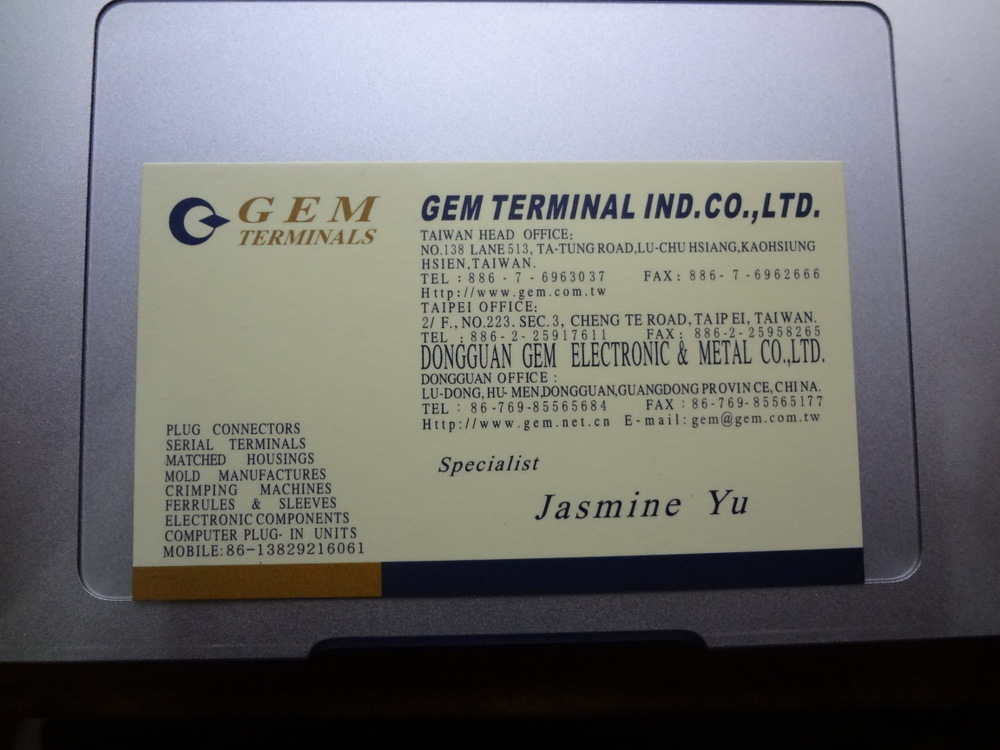 GEM
TERMINALS
GEM TERMINAL IND.CO.,LTD.
TAIWAN HEAD OFFICE:
NO.138 LANE 513, TA-TUNG ROAD,LU-CHU HSIANG,KAOHSIUNG
HSIEN,TAIWAN.
TEL : 886 - 7 - 6963037 FAX: 886- 7 -6962666
Http://www.gem.com.tw
TAIPEI OFFICE:
2/ F., NO.223. SEC.3, CHENG TE ROAD, TAIPEI, TAIWAN.
TEL : 886-2-25917611 FAX: 886-2-25958265
DONGGUAN GEM ELECTRONIC & METAL CO.,LTD.
DONGGUAN OFFICE :
LU-DONG, HU- MEN,DONGGUAN,GUANGDONG PROVINCE, CHINA.
TEL : 86-769-85565684 FAX : 86-769-85565177
Http://www.gem.net.cn E-mail: gem@gem.com.tw
PLUG CONNECTORS
SERIAL TERMINALS
MATCHED HOUSINGS
MOLD MANUFACTURES
CRIMPING MACHINES
FERRULES & SLEEVES
ELECTRONIC COMPONENTS
COMPUTER PLUG- IN UNITS
MOBILE:86-13829216061
Specialist
Jasmine Yu